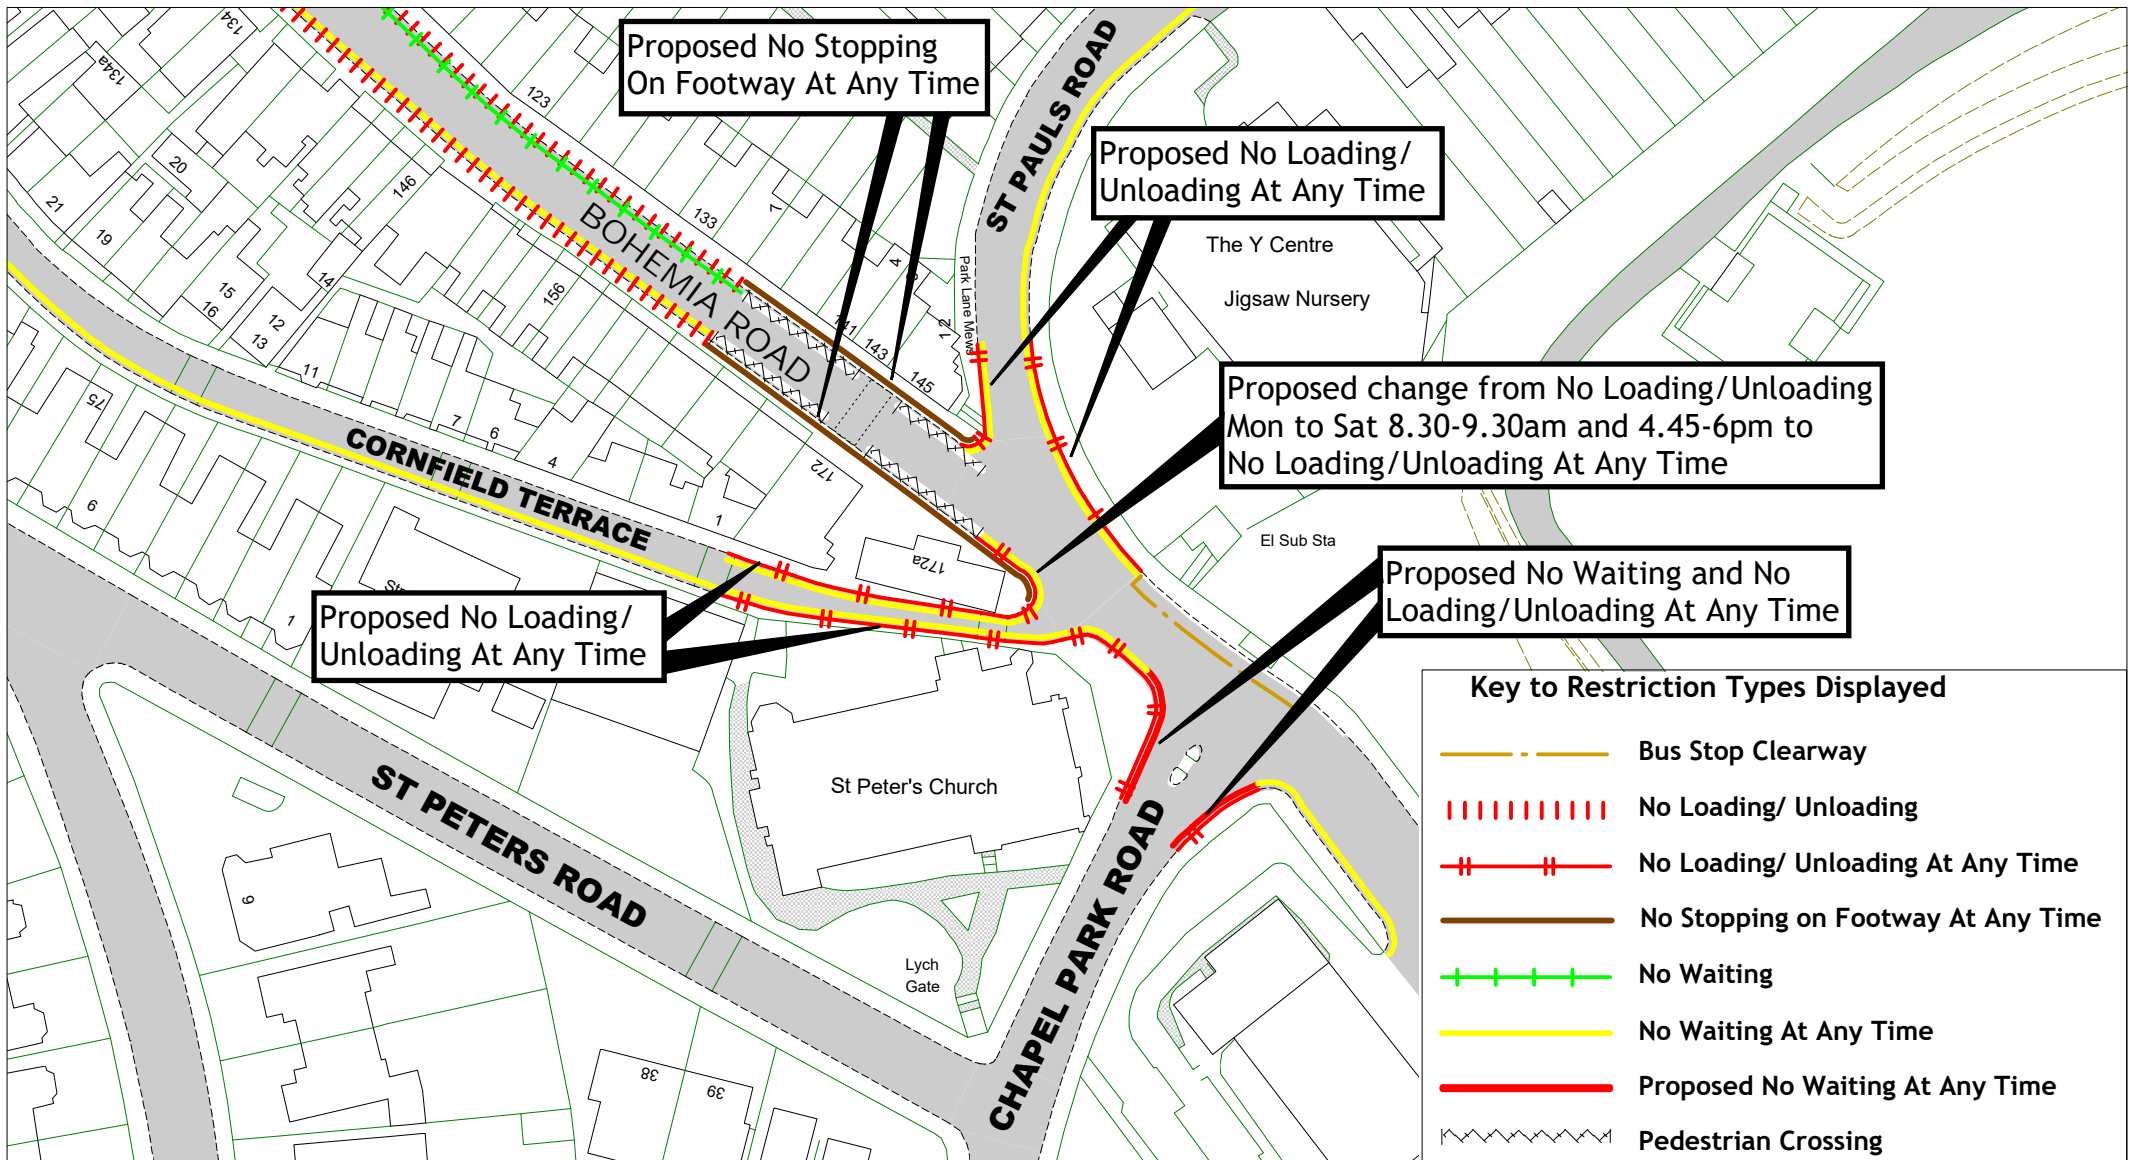 Proposed No Stopping
On Footway At Any Time
Proposed No Loading/
Unloading At Any Time
Proposed change from No Loading/Unloading
Mon to Sat 8.30-9.30am and 4.45-6pm to
No Loading/Unloading At Any Time
Proposed No Waiting and No
Loading/Unloading At Any Time
Proposed No Loading/
Unloading At Any Time
ST PAULS ROAD
BOHEMIA ROAD
CORNFIELD TERRACE
ST PETERS ROAD
CHAPEL PARK ROAD
Park Lane Mews
The Y Centre
Jigsaw Nursery
El Sub Sta
St Peter's Church
Lych
Gate
134
134a
123
133
1
4
141
143
145
146
156
172
172a
20
21
19
15
16
14
12
13
11
7
6
4
1
75
9
1
9
38
39
Key to Restriction Types Displayed
Bus Stop Clearway
No Loading/ Unloading
No Loading/ Unloading At Any Time
No Stopping on Footway At Any Time
No Waiting
No Waiting At Any Time
Proposed No Waiting At Any Time
Pedestrian Crossing